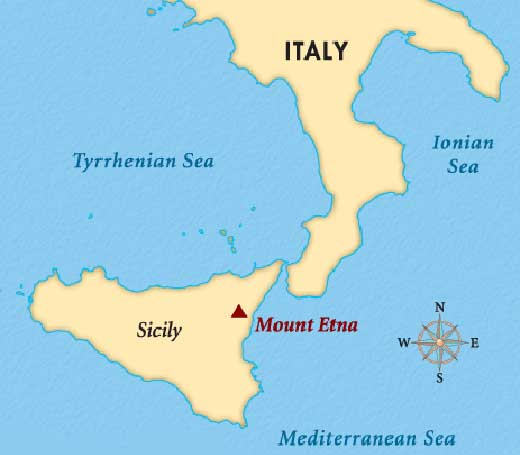 ITALY
Tyrrhenian Sea
Ionian
Sea
Sicily
Mount Etna
N
W
E
S
Mediterranean Sea